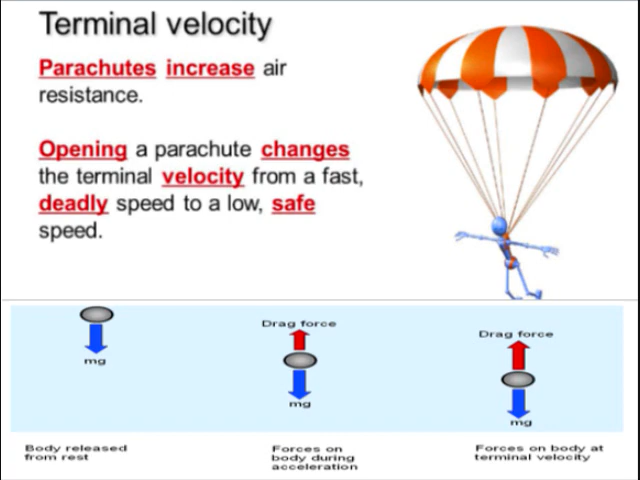 Terminal velocity
Parachutes increase air
resistance.
Opening a parachute changes
the terminal velocity from a fast,
deadly speed to a low, safe
speed.
mg
Drag force
mg
Drag force
mg
Body released
from rest
Forces on
body during
acceleration
Forces on body at
terminal velocity